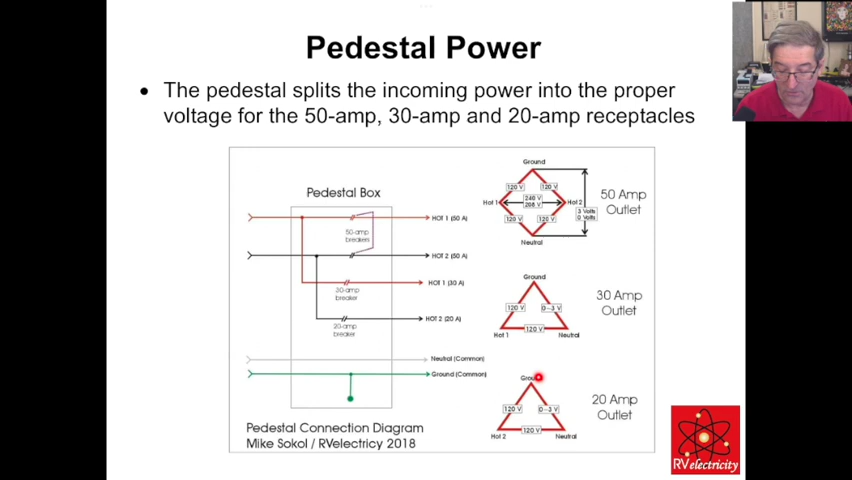 Pedestal Power
• The pedestal splits the incoming power into the proper
voltage for the 50-amp, 30-amp and 20-amp receptacles
Pedestal Box
HOT 1 (50 A)
50-amp
breakers
HOT 2 (50 A)
HOT 1 (30 A)
30-amp
breaker
HOT 2 (20 A)
20-amp
breaker
Neutral (Common)
Ground (Common)
Pedestal Connection Diagram
Mike Sokol / RVelectricy 2018
Ground
120 V
120 V
Hot 1
240 V
208 V
Hot 2
3 Volts
0 Volts
120 V
120 V
Neutral
50 Amp
Outlet
Ground
120 V
0-3 V
Hot 1
120 V
Neutral
30 Amp
Outlet
120 V
0-3 V
Hot 2
120 V
Neutral
20 Amp
Outlet
RVelectricity